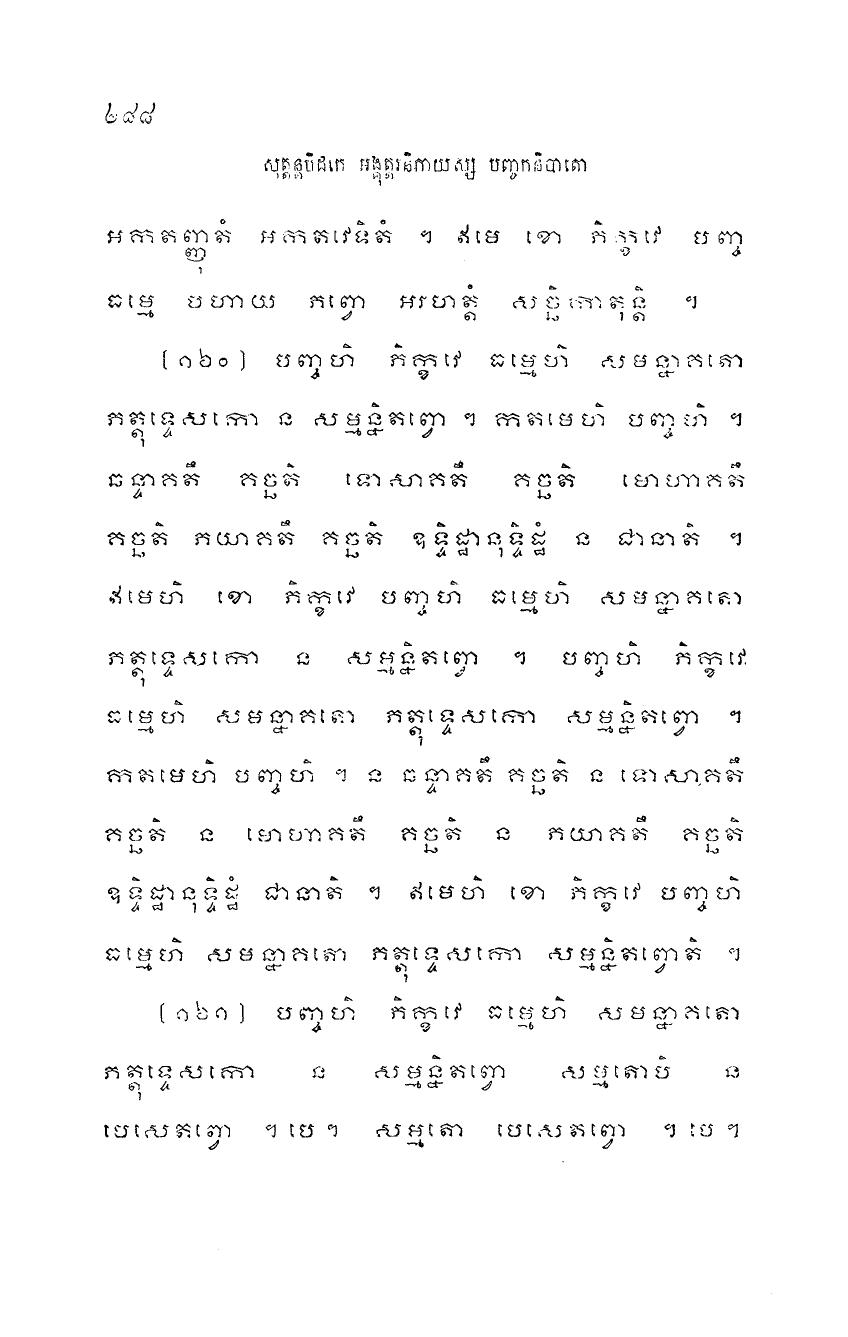 ២៤៨
សុត្តន្តបិដកេ អង្គុត្តរនិកាយស្ស បញ្ចកនិបាតោ
អកតញ្ញុតំ អកតវេទិតំ ។ ឥមេ ខោ ភិក្ខវេ បញ្ច
ធម្មេ បហាយ ភព្វោ អរហត្តំ សច្ឆិកាតុន្តិ ។
(១៦០) បញ្ចហិ ភិក្ខវេ ធម្មេហិ សមន្នាគតោ
ភត្តុទ្ទេសកោ ន សម្មន្និតព្វោ ។ កតមេហិ បញ្ចហិ ។
ឆន្ទាគតឹ គច្ឆតិ ទោសាគតឹ គច្ឆតិ មោហាគតឹ
គច្ឆតិ ភយាគតឹ គច្ឆតិ ឧទ្ទិដ្ឋានុទ្ទិដ្ឋំ ន ជានាតិ ។
ឥមេហិ ខោ ភិក្ខវេ បញ្ចហិ ធម្មេហិ សមន្នាគតោ
ភត្តុទ្ទេសកោ ន សម្មន្និតព្វោ ។ បញ្ចហិ ភិក្ខវេ
ធម្មេហិ សមន្នាគតោ ភត្តុទ្ទេសកោ សម្មន្និតព្វោ ។
កតមេហិ បញ្ចហិ ។ ន ឆន្ទាគតឹ គច្ឆតិ ន ទោសាគតឹ
គច្ឆតិ ន មោហាគតឹ គច្ឆតិ ន ភយាគតឹ គច្ឆតិ
ឧទ្ទិដ្ឋានុទ្ទិដ្ឋំ ជានាតិ ។ ឥមេហិ ខោ ភិក្ខវេ បញ្ចហិ
ធម្មេហិ សមន្នាគតោ ភត្តុទ្ទេសកោ សម្មន្និតព្វោតិ ។
(១៦១) បញ្ចហិ ភិក្ខវេ ធម្មេហិ សមន្នាគតោ
ភត្តុទ្ទេសកោ ន សម្មន្និតព្វោ សម្មតោបិ ន
បេសេតព្វោ ។ បេ ។ សម្មតោ បេសេតព្វោ ។ បេ ។